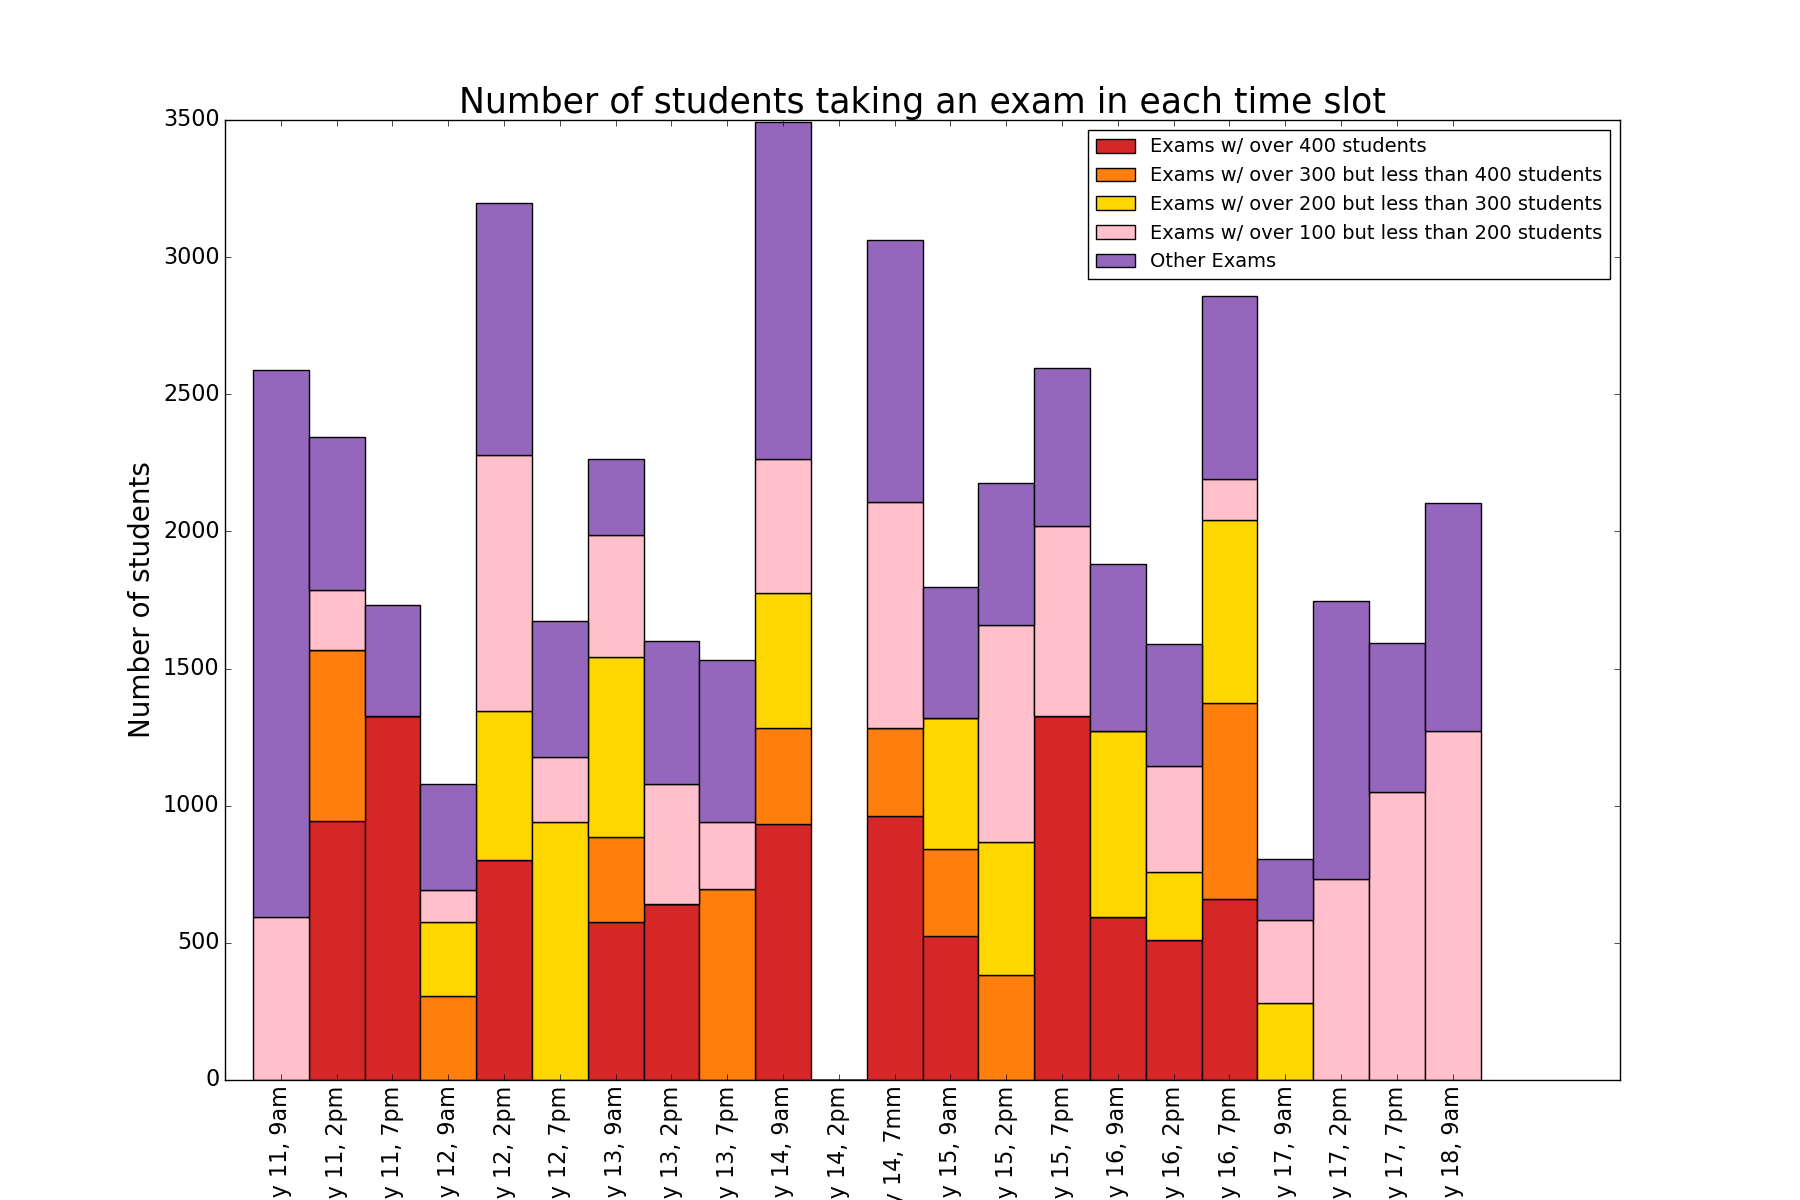 Number of students taking an exam in each time slot
3500
3000
2500
2000
1500
1000
500
0
Number of students
Exams w/ over 400 students
Exams w/ over 300 but less than 400 students
Exams w/ over 200 but less than 300 students
Exams w/ over 100 but less than 200 students
Other Exams
y 11, 9am
y 11, 2pm
y 11, 7pm
y 12, 9am
y 12, 2pm
y 12, 7pm
y 13, 9am
y 13, 2pm
y 13, 7pm
y 14, 9am
y 14, 2pm
y 14, 7mm
y 15, 9am
y 15, 2pm
y 15, 7pm
y 16, 9am
y 16, 2pm
y 16, 7pm
y 17, 9am
y 17, 2pm
y 17, 7pm
y 18, 9am